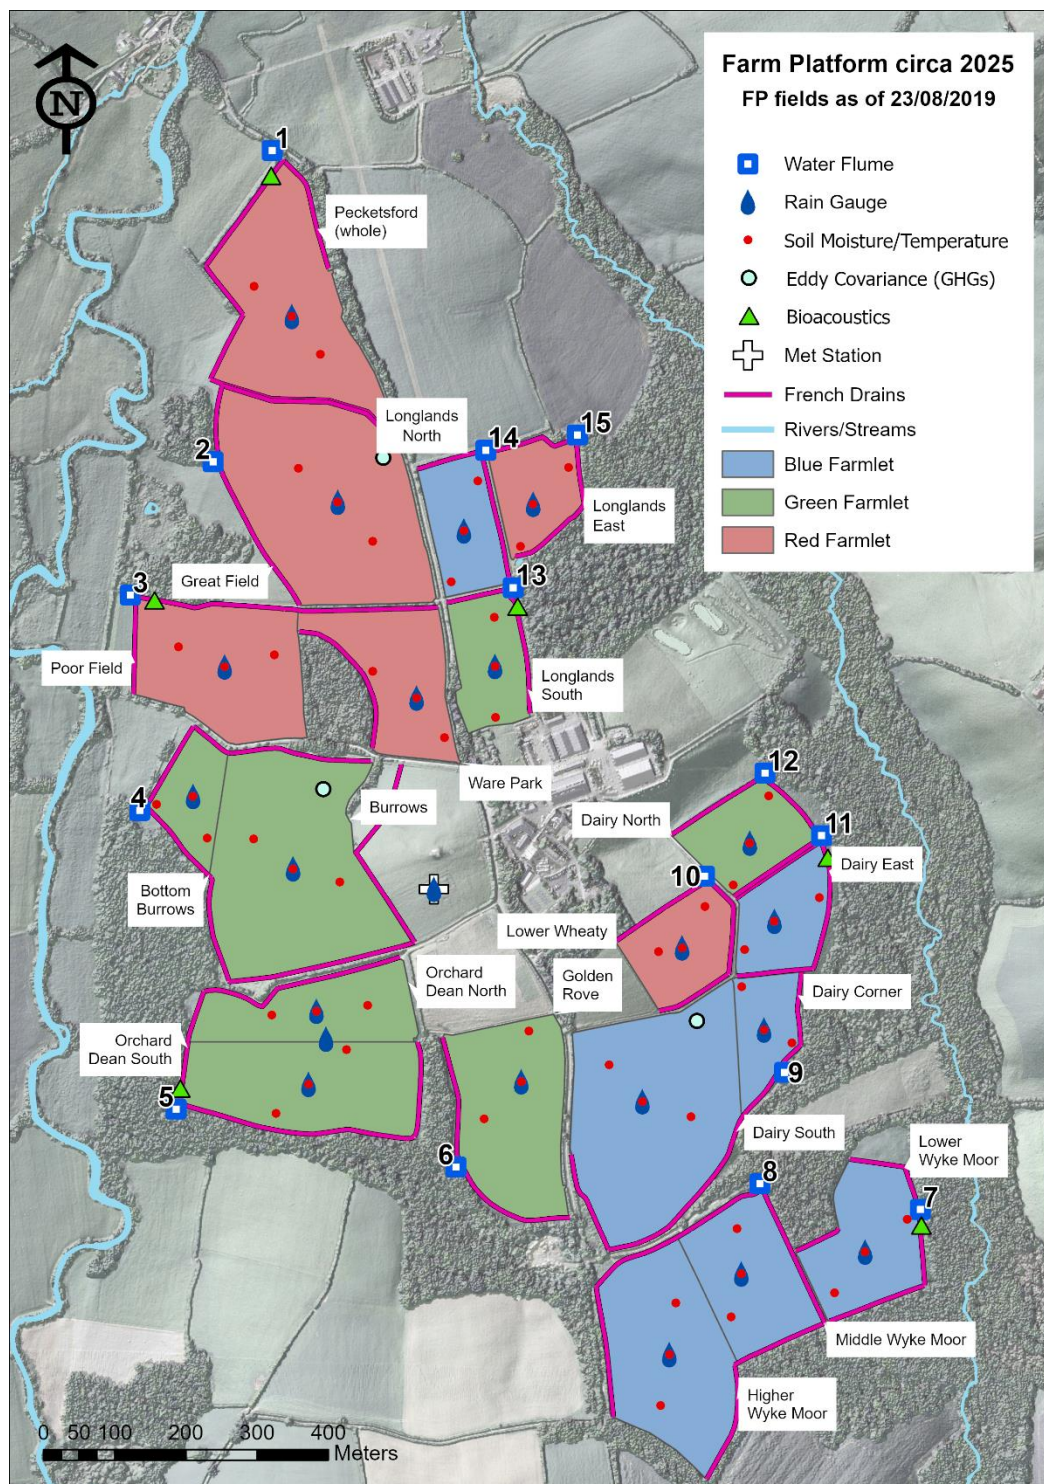 Farm Platform circa 2025
FP fields as of 23/08/2019
Water Flume
Rain Gauge
Soil Moisture/Temperature
Eddy Covariance (GHGs)
Bioacoustics
Met Station
French Drains
Rivers/Streams
Blue Farmlet
Green Farmlet
Red Farmlet
N
1
Pecketsford
(whole)
Longlands
North
14
15
2
Longlands
East
Great Field
13
3
Poor Field
Longlands
South
Ware Park
12
4
Burrows
Dairy North
11
Dairy East
10
Bottom
Burrows
Lower Wheaty
Orchard
Dean North
Golden
Rove
Dairy Corner
Orchard
Dean South
5
9
6
Dairy South
8
Lower
Wyke Moor
7
Middle Wyke Moor
Higher
Wyke Moor
0 50 100 200 300 400
Meters